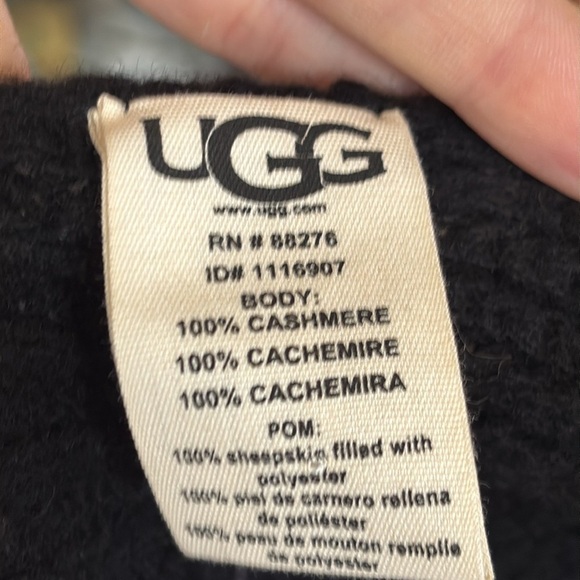 UGG
www.ugg.com
RN # 88276
ID# 1116907
BODY:
100% CASHMERE
100% CACHEMIRE
100% CACHEMIRA
POM:
100% sheepskin filled with
polyester
100% piel de carnero rellena
de poliéster
100% peau de mouton remplie
de polyester